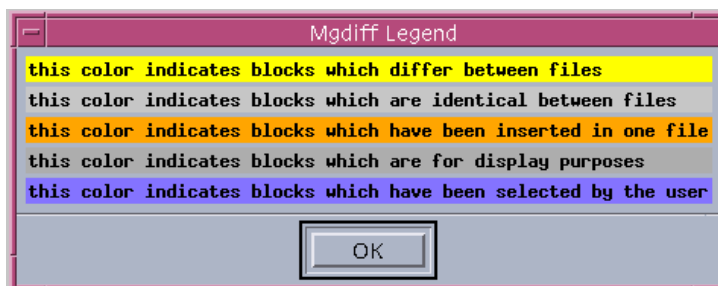 Mgdiff Legend
this color indicates blocks which differ between files
this color indicates blocks which are identical between files
this color indicates blocks which have been inserted in one file
this color indicates blocks which are for display purposes
this color indicates blocks which have been selected by the user
OK